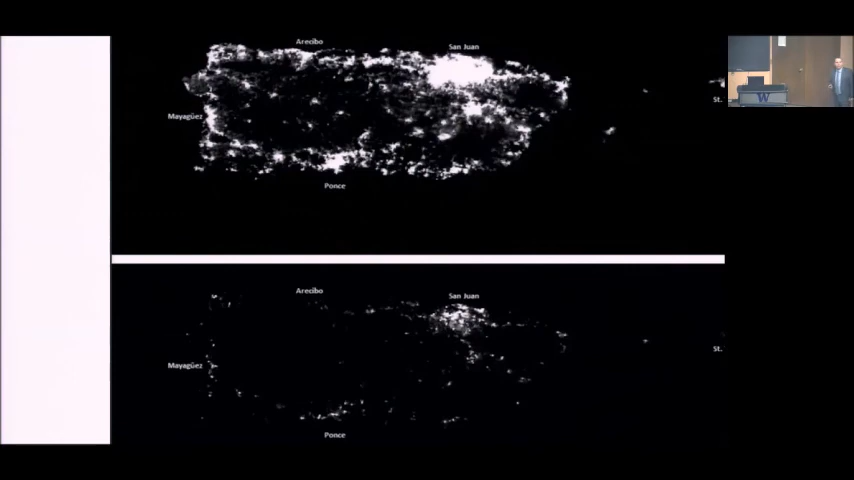 Arecibo
San Juan
Mayagüez
St.
Ponce
W
Arecibo
San Juan
Mayagüez
St.
Ponce